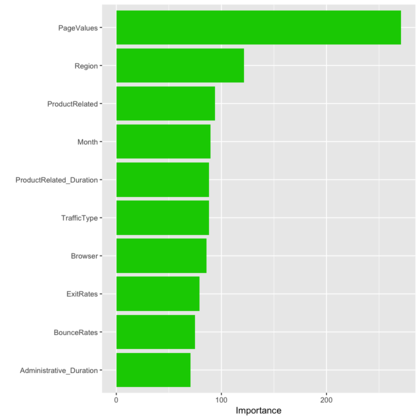 PageValues
Region
ProductRelated
Month
ProductRelated_Duration
TrafficType
Browser
ExitRates
BounceRates
Administrative_Duration
0 100 200
Importance